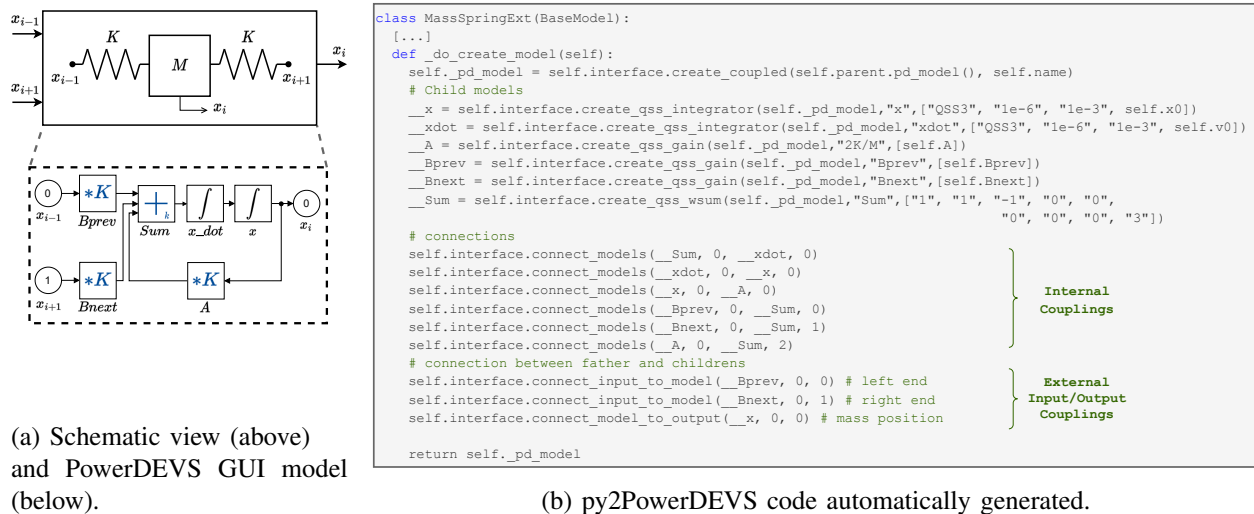 x_{i-1}
x_i
x_{i+1}
K
K
M
x_{i-1}
x_{i+1}
x_i
0
*K
+
k
∫
∫
0
x_{i-1}
Bprev
Sum
x_dot
x
x_i
1
*K
*K
x_{i+1}
Bnext
A
(a) Schematic view (above)
and PowerDEVS GUI model
(below).
class MassSpringExt(BaseModel):
[...]
def _do_create_model(self):
self._pd_model = self.interface.create_coupled(self.parent.pd_model(), self.name)
# Child models
__x = self.interface.create_qss_integrator(self._pd_model,"x",["QSS3", "1e-6", "1e-3", self.x0])
__xdot = self.interface.create_qss_integrator(self._pd_model,"xdot",["QSS3", "1e-6", "1e-3", self.v0])
__A = self.interface.create_qss_gain(self._pd_model,"2K/M",[self.A])
__Bprev = self.interface.create_qss_gain(self._pd_model,"Bprev",[self.Bprev])
__Bnext = self.interface.create_qss_gain(self._pd_model,"Bnext",[self.Bnext])
__Sum = self.interface.create_qss_wsum(self._pd_model,"Sum",["1", "1", "-1", "0", "0",
"0", "0", "0", "3"])
# connections
self.interface.connect_models(__Sum, 0, __xdot, 0)
self.interface.connect_models(__xdot, 0, __x, 0)
self.interface.connect_models(__x, 0, __A, 0)
self.interface.connect_models(__Bprev, 0, __Sum, 0)
self.interface.connect_models(__Bnext, 0, __Sum, 1)
self.interface.connect_models(__A, 0, __Sum, 2)
Internal
Couplings
# connection between father and childrens
self.interface.connect_input_to_model(__Bprev, 0, 0) # left end
self.interface.connect_input_to_model(__Bnext, 0, 1) # right end
self.interface.connect_model_to_output(__x, 0, 0) # mass position
External
Input/Output
Couplings
return self._pd_model
(b) py2PowerDEVS code automatically generated.